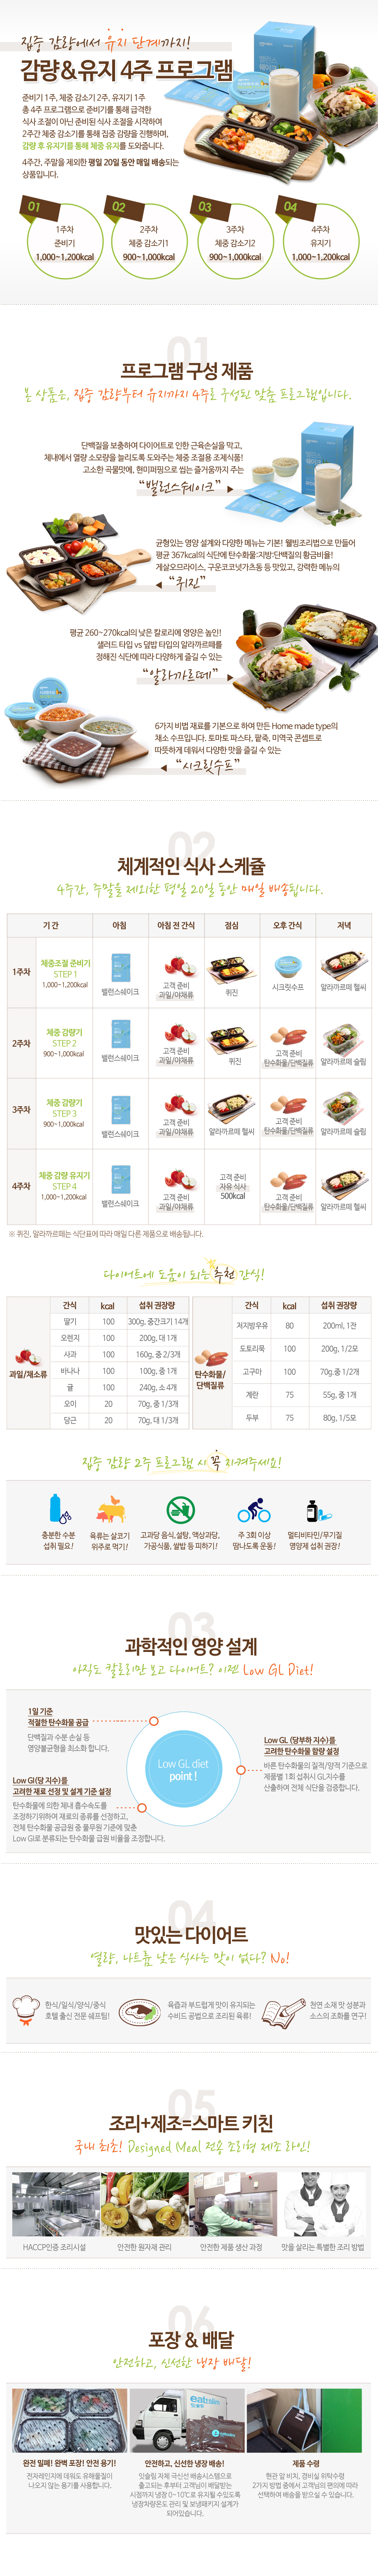 집중 감량에서 유지 단계까지!
감량&유지 4주 프로그램
준비기 1주, 체중 감소기 2주, 유지기 1주
총 4주 프로그램으로 준비기를 통해 급격한
식사 조절이 아닌 준비된 식사 조절을 시작하여
2주간 체중 감소기를 통해 집중 감량을 진행하며,
감량 후 유지기를 통해 체중 유지를 도와줍니다.
4주간, 주말을 제외한 평일 20일 동안 매일 배송되는
상품입니다.
01
1주차
준비기
1,000~1,200kcal
02
2주차
체중 감소기1
900~1,000kcal
03
3주차
체중 감소기2
900~1,000kcal
04
4주차
유지기
1,000~1,200kcal
01
프로그램 구성 제품
본 상품은, 집중 감량부터 유지까지 4주로 구성된 맞춤 프로그램입니다.
단백질을 보충하여 다이어트로 인한 근육손실을 막고,
체내에서 열량 소모량을 늘리도록 도와주는 체중 조절용 조제식품!
고소한 곡물맛에, 현미퍼핑으로 씹는 즐거움까지 주는
“밸런스쉐이크”
균형있는 영양 설계와 다양한 메뉴는 기본! 웰빙조리법으로 만들어
평균 367kcal의 식단에 탄수화물:지방:단백질의 황금비율!
게살오므라이스, 구운코코넛가츠동 등 맛있고, 강력한 메뉴의
“퀴진”
평균 260~270kcal의 낮은 칼로리에 영양은 높인!
샐러드 타입 vs 덮밥 타입의 알라까르떼를
정해진 식단에 따라 다양하게 즐길 수 있는
“알라까르떼”
6가지 비법 재료를 기본으로 하여 만든 Home made type의
채소 수프입니다. 토마토 파스타, 팥죽, 미역국 콘셉트로
따뜻하게 데워서 다양한 맛을 즐길 수 있는
“시크릿수프”
02
체계적인 식사 스케쥴
4주간, 주말을 제외한 평일 20일 동안 매일 배송됩니다.
기 간 아침 아침 전 간식 점심 오후 간식 저녁
1주차
체중조절 준비기
STEP 1
1,000~1,200kcal
밸런스쉐이크
고객 준비
과일/야채류
퀴진
시크릿수프
알라까르떼 헬씨
2주차
체중 감량기
STEP 2
900~1,000kcal
밸런스쉐이크
고객 준비
과일/야채류
퀴진
고객 준비
탄수화물/단백질류
알라까르떼 슬림
3주차
체중 감량기
STEP 3
900~1,000kcal
밸런스쉐이크
고객 준비
과일/야채류
알라까르떼 헬씨
고객 준비
탄수화물/단백질류
알라까르떼 슬림
4주차
체중 감량 유지기
STEP 4
1,000~1,200kcal
밸런스쉐이크
고객 준비
과일/야채류
고객 준비
자유 식사
500kcal
고객 준비
탄수화물/단백질류
알라까르떼 헬씨
※ 퀴진, 알라까르떼는 식단표에 따라 매일 다른 제품으로 배송됩니다.
다이어트에 도움이 되는 추천 간식!
간식 kcal 섭취 권장량
과일/채소류
딸기 100 300g, 중간크기 14개
오렌지 100 200g, 대 1개
사과 100 160g, 중 2/3개
바나나 100 100g, 중 1개
귤 100 240g, 소 4개
오이 20 70g, 중 1/3개
당근 20 70g, 대 1/3개
간식 kcal 섭취 권장량
탄수화물/
단백질류
저지방우유 80 200ml, 1잔
도토리묵 100 200g, 1/2모
고구마 100 70g,중 1/2개
계란 75 55g, 중 1개
두부 75 80g, 1/5모
집중 감량 2주 프로그램 시 꼭 지켜주세요!
충분한 수분
섭취 필요!
육류는 살코기
위주로 먹기!
고과당 음식,설탕, 액상과당,
가공식품, 쌀밥 등 피하기!
주 3회 이상
땀나도록 운동!
멀티비타민/무기질
영양제 섭취 권장!
03
과학적인 영양 설계
아직도 칼로리만 보고 다이어트? 이젠 Low GL Diet!
1일 기준
적절한 탄수화물 공급
단백질과 수분 손실 등
영양불균형을 최소화 합니다.
Low GL diet
point !
Low GL (당부하 지수)를
고려한 탄수화물 함량 설정
바른 탄수화물의 질적/양적 기준으로
제품별 1회 섭취시 GL지수를
산출하여 전체 식단을 검증합니다.
Low GI(당 지수)를
고려한 재료 선정 및 설계 기준 설정
탄수화물에 의한 체내 흡수속도를
조정하기위하여 재료의 종류를 선정하고,
전체 탄수화물 공급원 중 풀무원 기준에 맞춘
Low GI로 분류되는 탄수화물 급원 비율을 조정합니다.
04
맛있는 다이어트
열량, 나트륨 낮은 식사는 맛이 없다? No!
한식/일식/양식/중식
호텔 출신 전문 쉐프팀!
육즙과 부드럽게 맛이 유지되는
수비드 공법으로 조리된 육류!
천연 소재 맛 성분과
소스의 조화를 연구!
05
조리+제조=스마트 키친
국내 최초! Designed Meal 전용 조리형 제조 라인!
HACCP인증 조리시설
안전한 원자재 관리
안전한 제품 생산 과정
맛을 살리는 특별한 조리 방법
06
포장 & 배달
안전하고, 신선한 냉장 배달!
eatslim
잇슬림
완전 밀폐! 완벽 포장! 안전 용기!
전자레인지에 데워도 유해물질이
나오지 않는 용기를 사용합니다.
안전하고, 신선한 냉장 배송!
잇슬림 자체 극신선 배송시스템으로
출고되는 후부터 고객님이 배달받는
시점까지 냉장 0~10℃로 유지될 수있도록
냉장차량온도 관리 및 보냉패키지 설계가
되어있습니다.
제품 수령
현관 앞 비치, 경비실 위탁수령
2가지 방법 중에서 고객님의 편의에 따라
선택하여 배송을 받으실 수 있습니다.